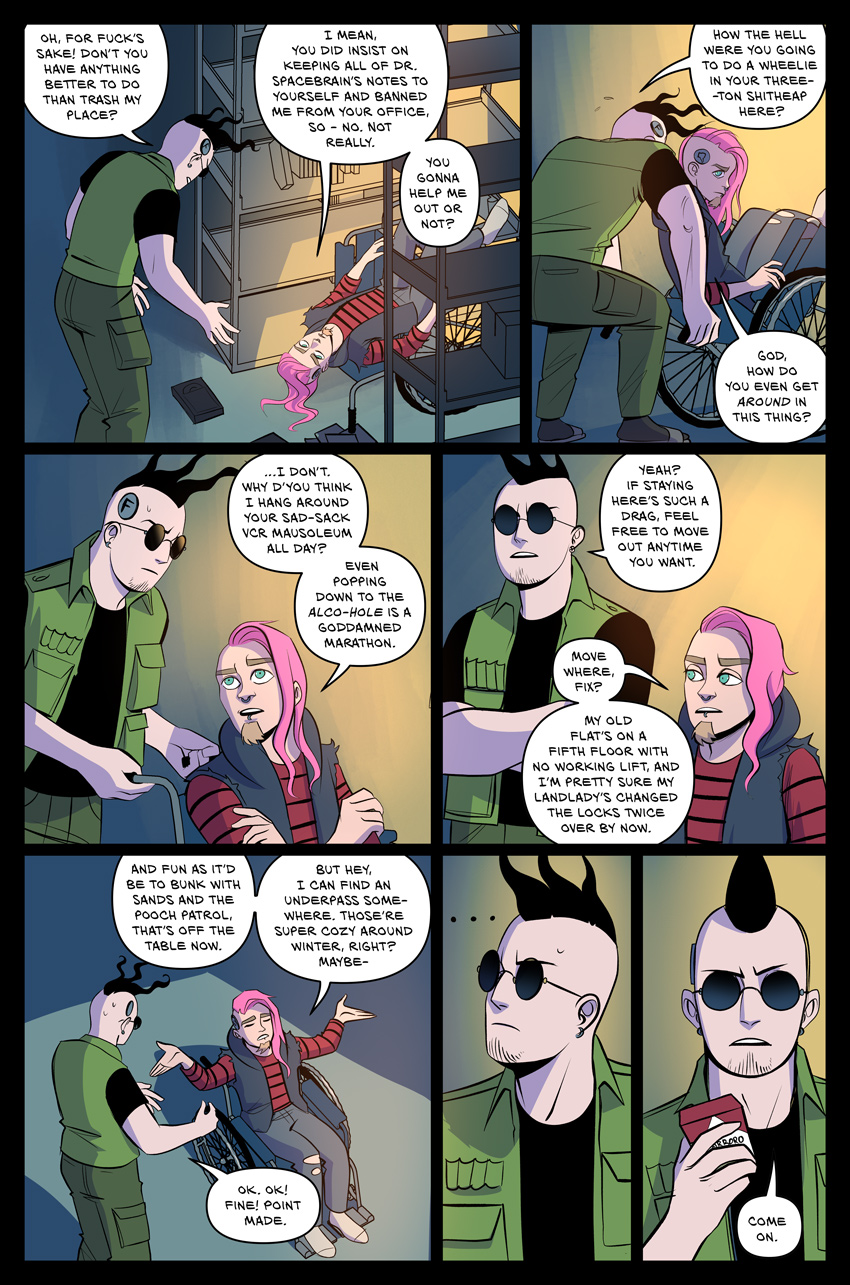 OH, FOR FUCK'S
SAKE! DON'T YOU
HAVE ANYTHING
BETTER TO DO
THAN TRASH MY
PLACE?
I MEAN,
YOU DID INSIST ON
KEEPING ALL OF DR.
SPACEBRAIN'S NOTES TO
YOURSELF AND BANNED
ME FROM YOUR OFFICE,
SO - NO. NOT
REALLY.
YOU
GONNA
HELP ME
OUT OR
NOT?
HOW THE HELL
WERE YOU GOING
TO DO A WHEELIE
IN YOUR THREE-
-TON SHITHEAP
HERE?
GOD,
HOW DO
YOU EVEN GET
AROUND IN
THIS THING?
...I DON'T.
WHY D'YOU THINK
I HANG AROUND
YOUR SAD-SACK
VCR MAUSOLEUM
ALL DAY?
F
EVEN
POPPING
DOWN TO THE
ALCO-HOLE IS A
GODDAMNED
MARATHON.
YEAH?
IF STAYING
HERE'S SUCH A
DRAG, FEEL
FREE TO MOVE
OUT ANYTIME
YOU WANT.
MOVE
WHERE,
FIX?
MY OLD
FLAT'S ON A
FIFTH FLOOR WITH
NO WORKING LIFT, AND
I'M PRETTY SURE MY
LANDLADY'S CHANGED
THE LOCKS TWICE
OVER BY NOW.
AND FUN AS IT'D
BE TO BUNK WITH
SANDS AND THE
POOCH PATROL,
THAT'S OFF THE
TABLE NOW.
BUT HEY,
I CAN FIND AN
UNDERPASS SOME-
WHERE. THOSE'RE
SUPER COZY AROUND
WINTER, RIGHT?
MAYBE-
OK. OK!
FINE! POINT
MADE.
...
COME
ON.